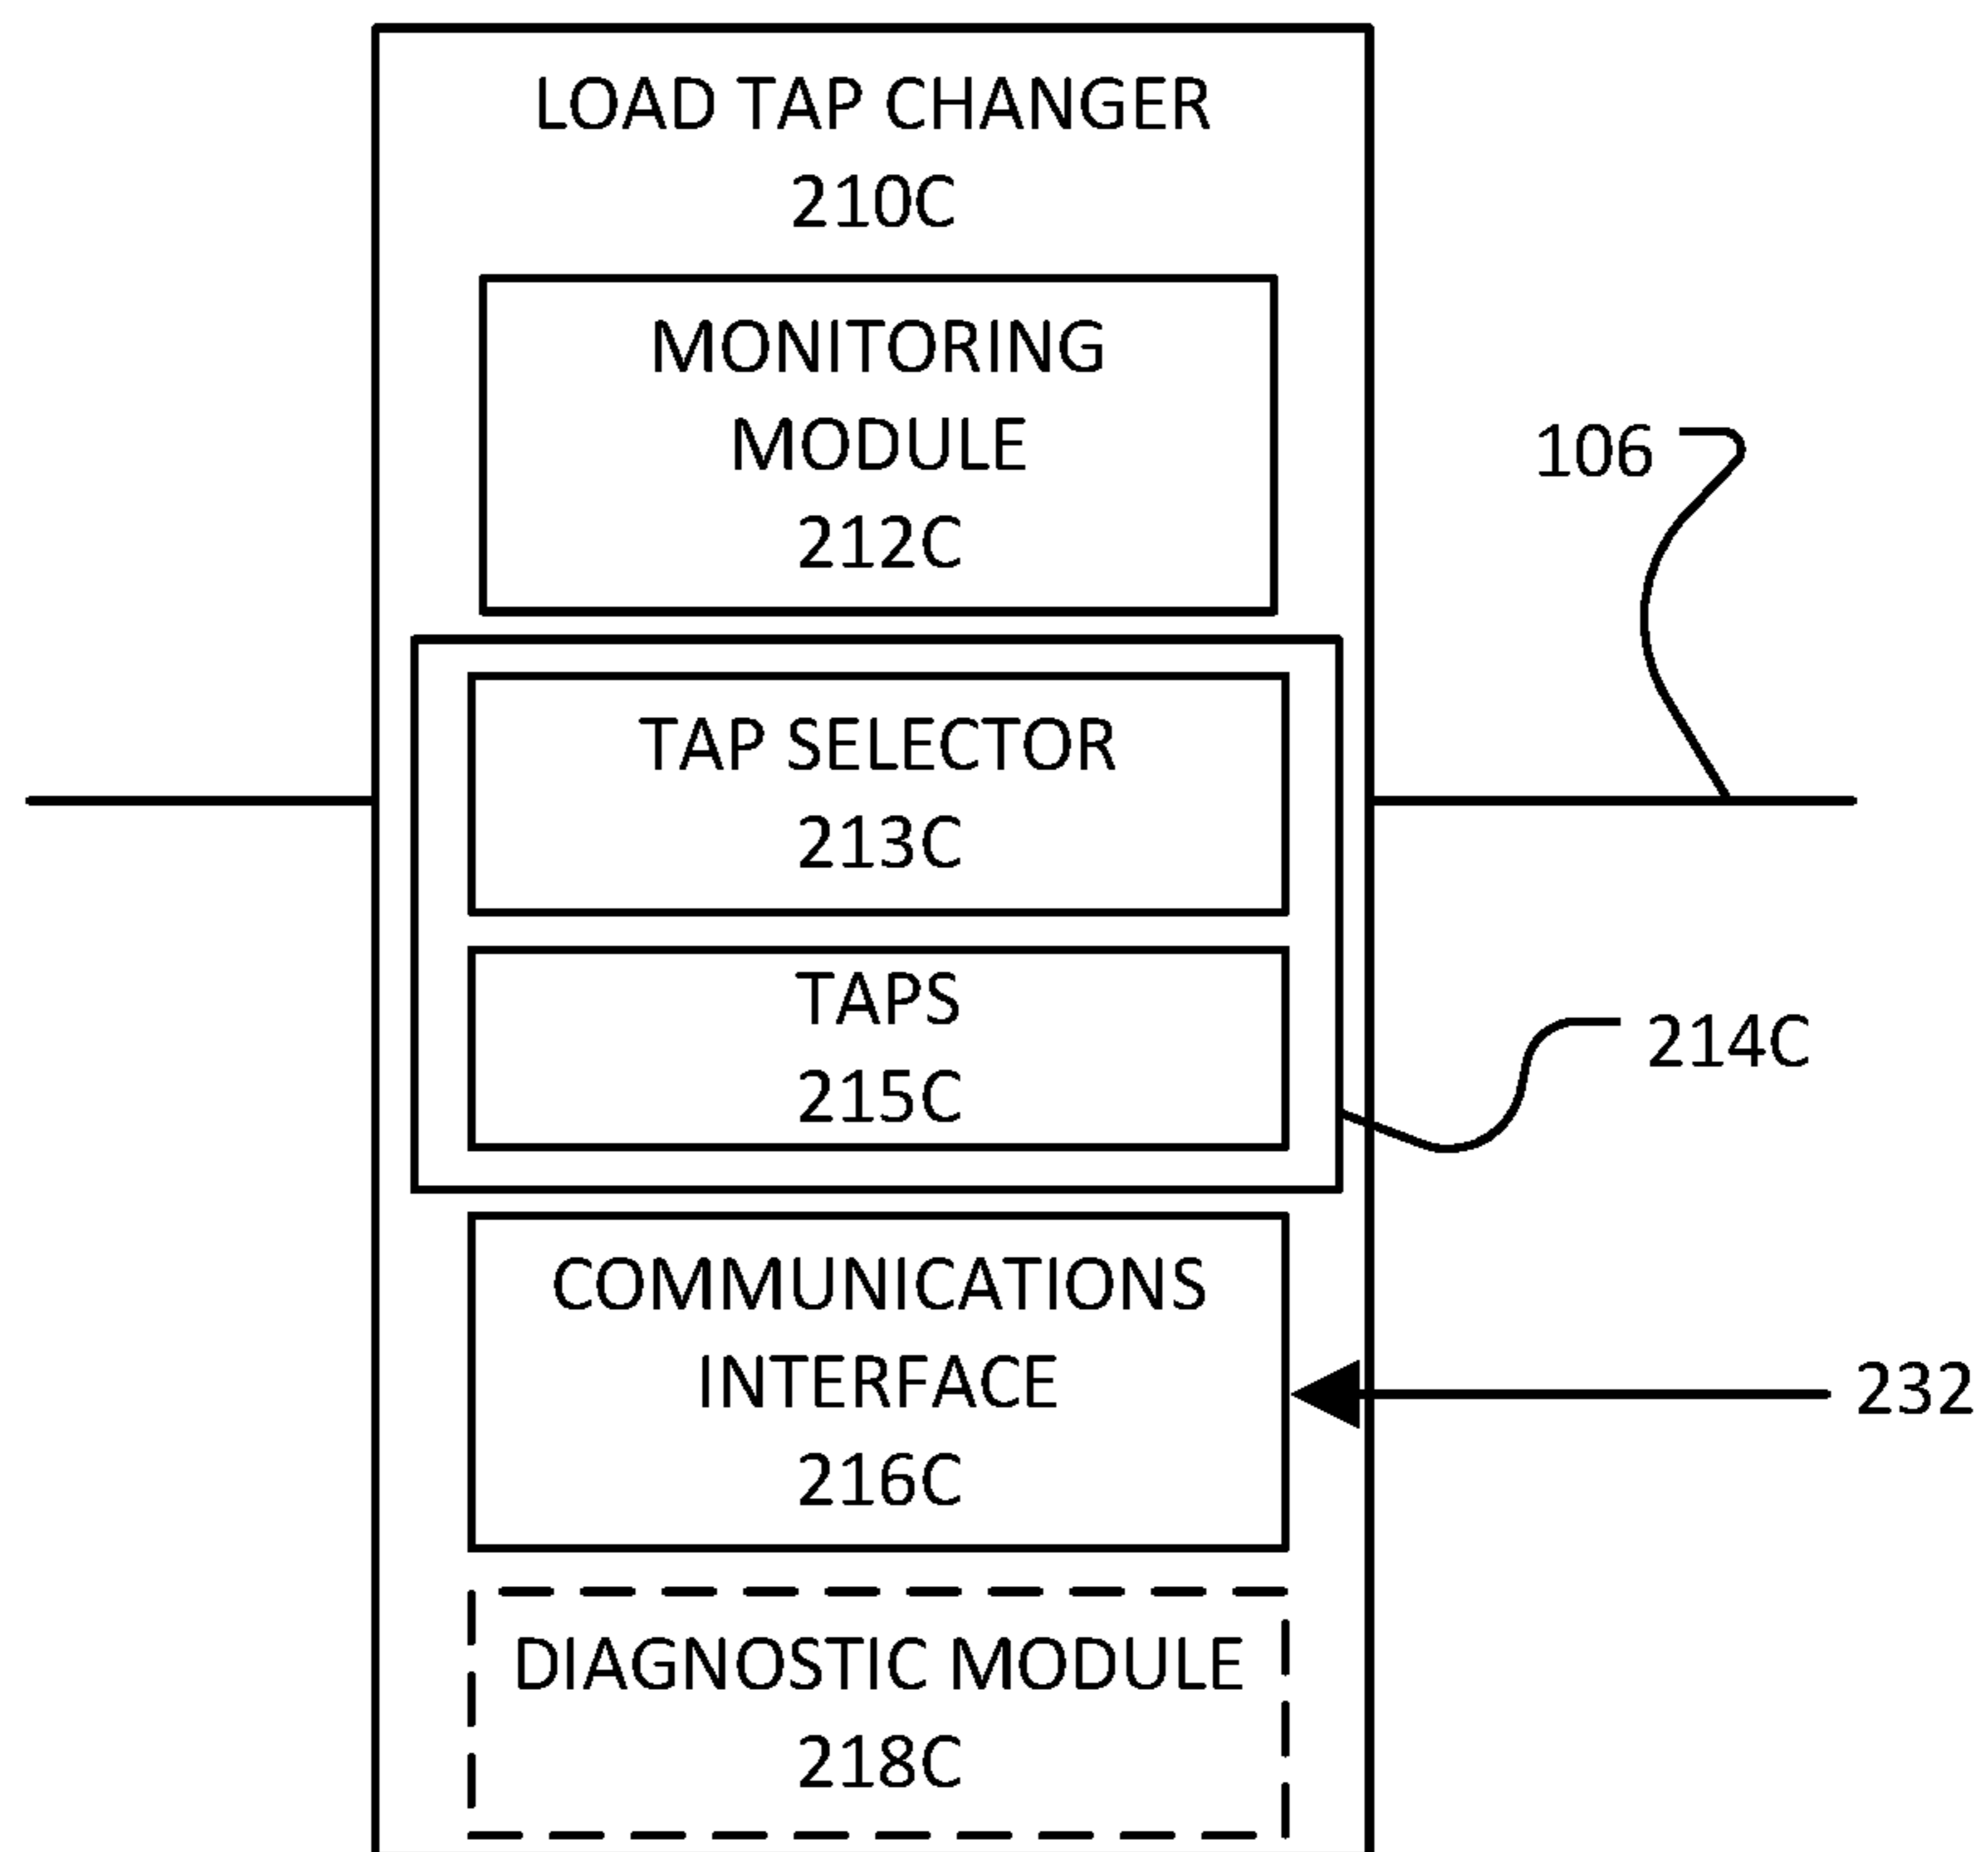 LOAD TAP CHANGER
210C
MONITORING
MODULE
212C
106
TAP SELECTOR
213C
TAPS
215C
214C
COMMUNICATIONS
INTERFACE
216C
232
DIAGNOSTIC MODULE
218C